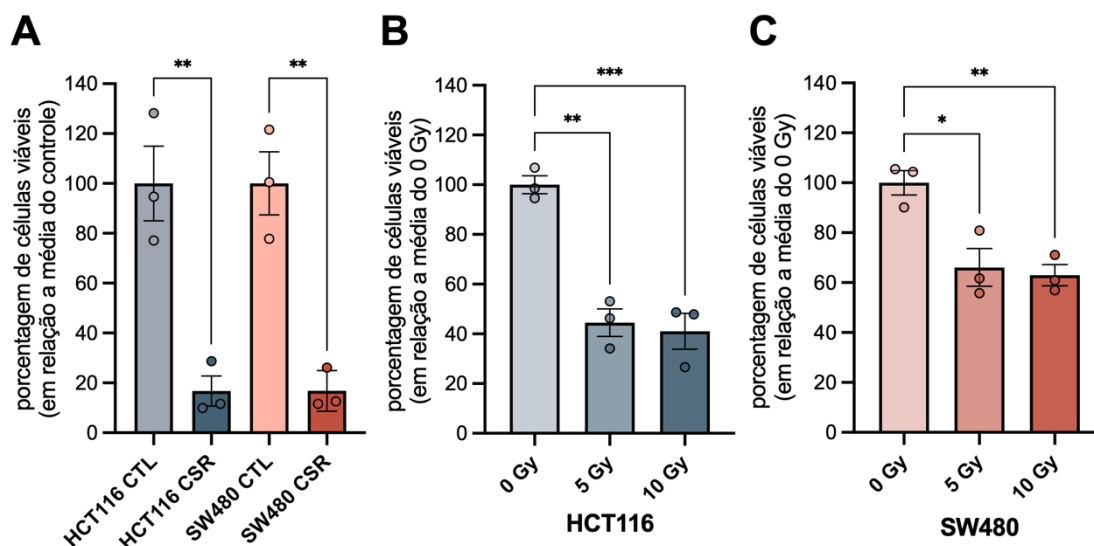 A
porcentagem de células viáveis
(em relação a média do controle)
140
120
100
80
60
40
20
0
**
**
HCT116 CTL
HCT116 CSR
SW480 CTL
SW480 CSR
B
porcentagem de células viáveis
(em relação a média do 0 Gy)
140
120
100
80
60
40
20
0
***
**
0 Gy
5 Gy
10 Gy
HCT116
C
porcentagem de células viáveis
(em relação a média do 0 Gy)
140
120
100
80
60
40
20
0
**
*
0 Gy
5 Gy
10 Gy
SW480